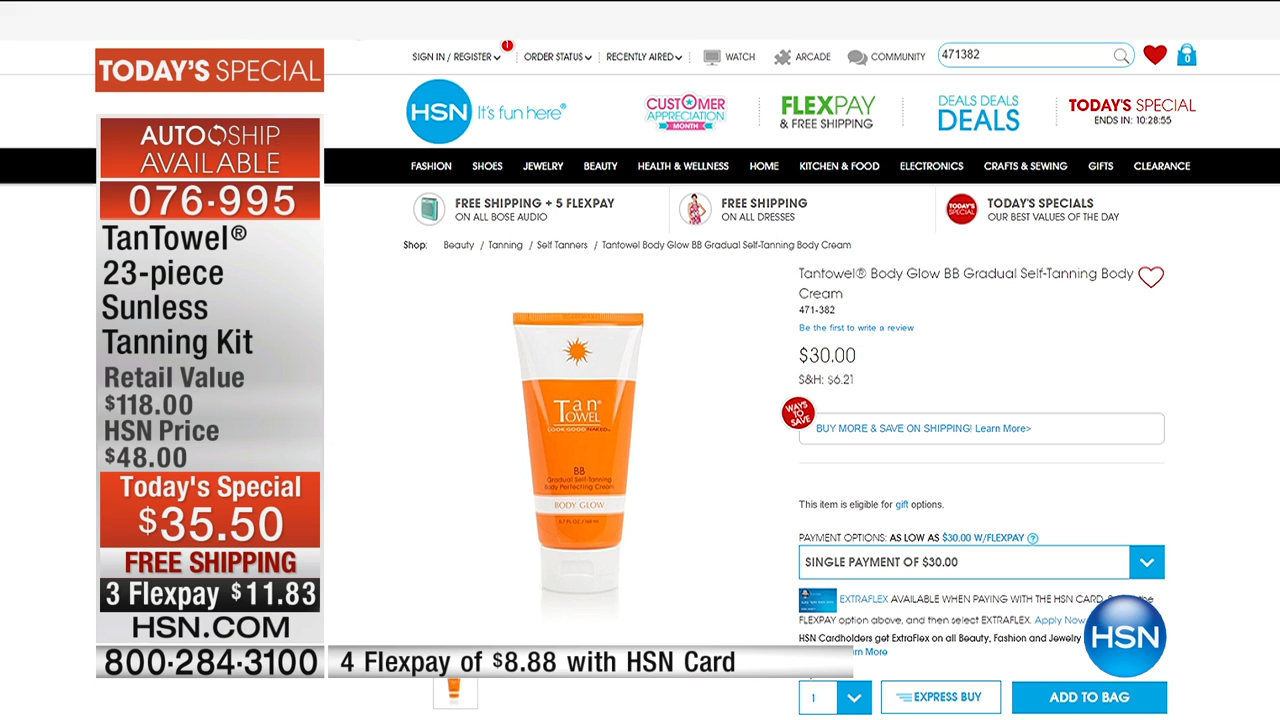 TODAY'S SPECIAL
AUTO SHIP
AVAILABLE
076-995
TanTowel®
23-piece
Sunless
Tanning Kit
Retail Value
$118.00
HSN Price
$48.00
Today's Special
$35.50
FREE SHIPPING
3 Flexpay $11.83
HSN.COM
800-284-3100
4 Flexpay of $8.88 with HSN Card
SIGN IN / REGISTER
1
ORDER STATUS
RECENTLY AIRED
WATCH
ARCADE
COMMUNITY
471382
0
HSN It's fun here®
CUSTOMER
APPRECIATION
MONTH
FLEXPAY
& FREE SHIPPING
DEALS DEALS
DEALS
TODAY'S SPECIAL
ENDS IN: 10:28:55
FASHION SHOES JEWELRY BEAUTY HEALTH & WELLNESS HOME KITCHEN & FOOD ELECTRONICS CRAFTS & SEWING GIFTS CLEARANCE
FREE SHIPPING + 5 FLEXPAY
ON ALL BOSE AUDIO
FREE SHIPPING
ON ALL DRESSES
TODAY'S
SPECIAL
TODAY'S SPECIALS
OUR BEST VALUES OF THE DAY
Shop: Beauty / Tanning / Self Tanners / Tantowel Body Glow BB Gradual Self-Tanning Body Cream
Tan®
TOWEL
LOOK GOOD NAKED
BB
Gradual Self-Tanning
Body Perfecting Cream
BODY GLOW
Tantowel® Body Glow BB Gradual Self-Tanning Body
Cream
471-382
Be the first to write a review
$30.00
S&H: $6.21
WAYS
TO
SAVE
BUY MORE & SAVE ON SHIPPING! Learn More>
This item is eligible for gift options.
PAYMENT OPTIONS: AS LOW AS $30.00 W/FLEXPAY ?
SINGLE PAYMENT OF $30.00
EXTRAFLEX AVAILABLE WHEN PAYING WITH THE HSN CARD. the
FLEXPAY option above, and then select EXTRAFLEX. Apply Now
HSN Cardholders get ExtraFlex on all Beauty, Fashion and Jewelry
More
HSN
1
EXPRESS BUY
ADD TO BAG